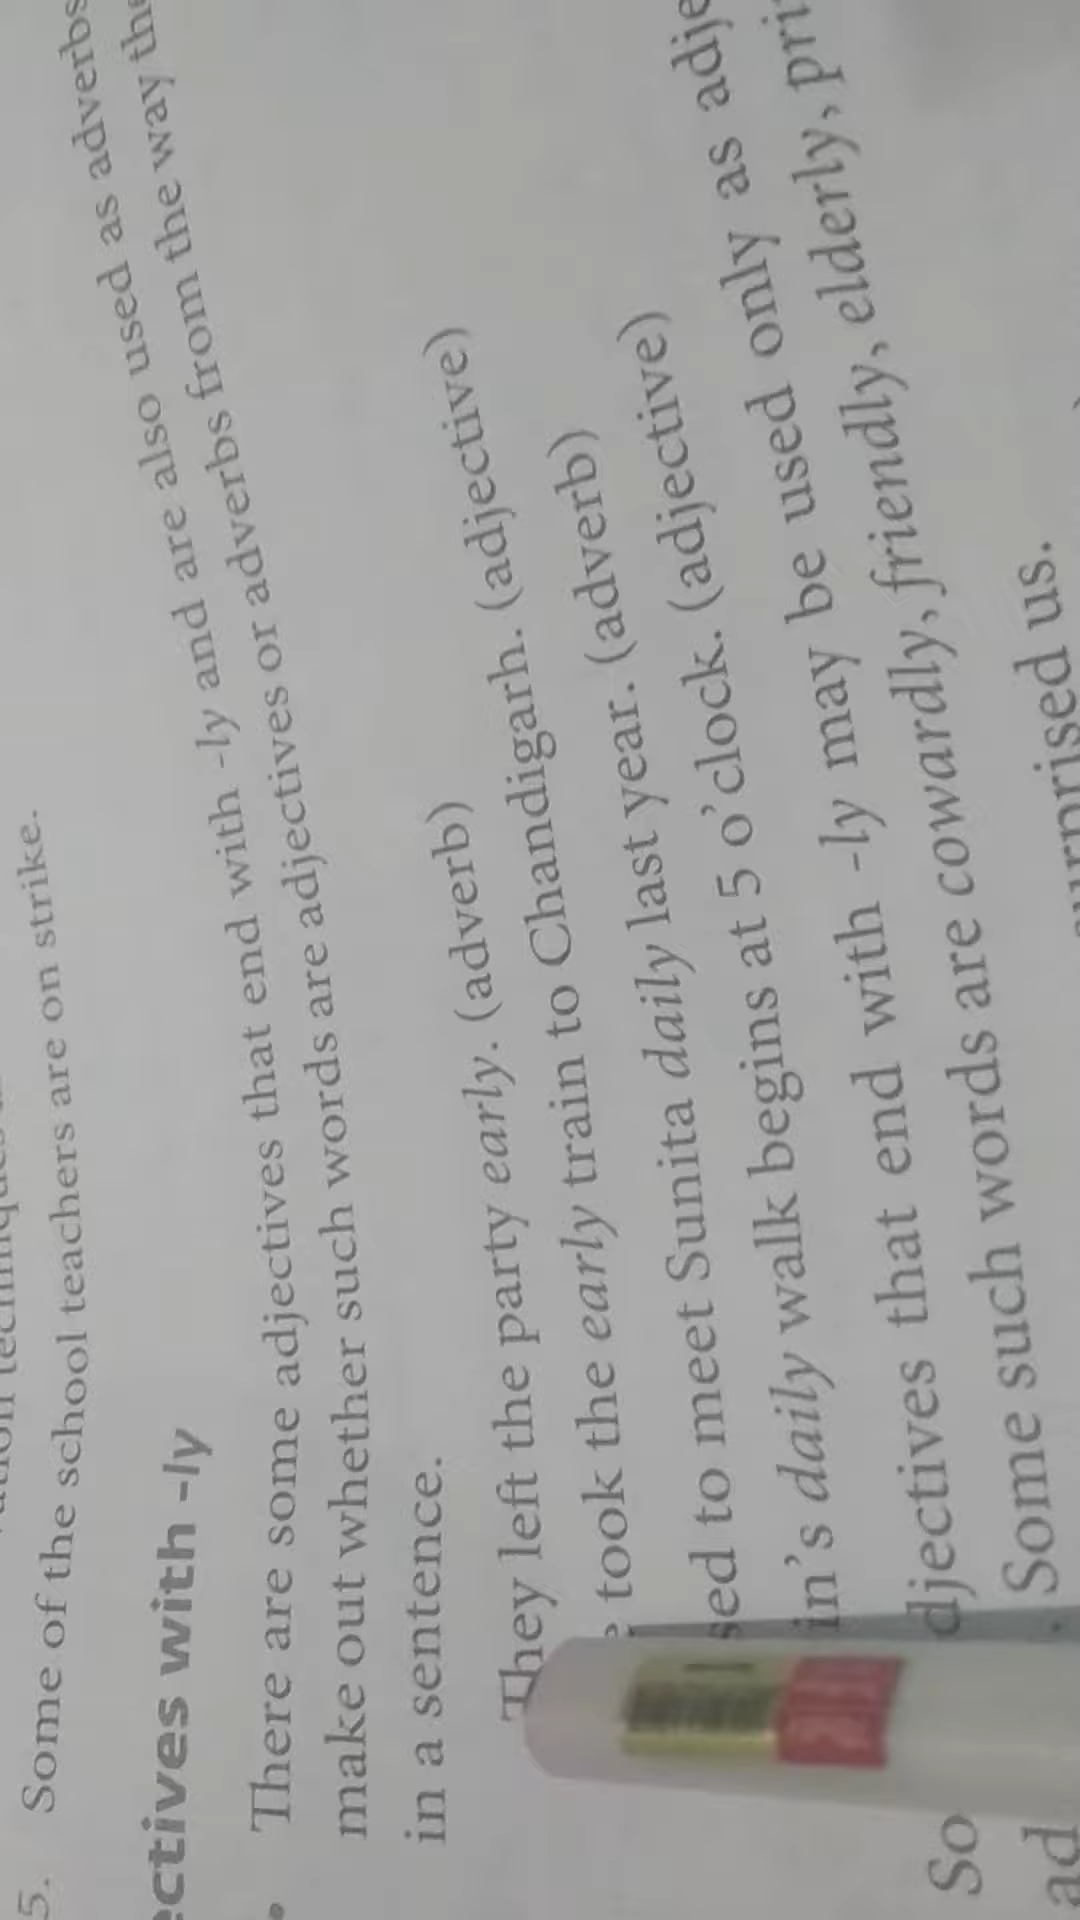 5. Some of the school teachers are on strike.
ectives with -ly
• There are some adjectives that end with -ly and are also used as adverbs
make out whether such words are adjectives or adverbs from the way the
in a sentence.
They left the party early. (adverb)
took the early train to Chandigarh. (adjective)
sed to meet Sunita daily last year. (adverb)
in's daily walk begins at 5 o'clock. (adjective)
So djectives that end with -ly may be used only as adje
ad . Some such words are cowardly, friendly, elderly, pri
surprised us.